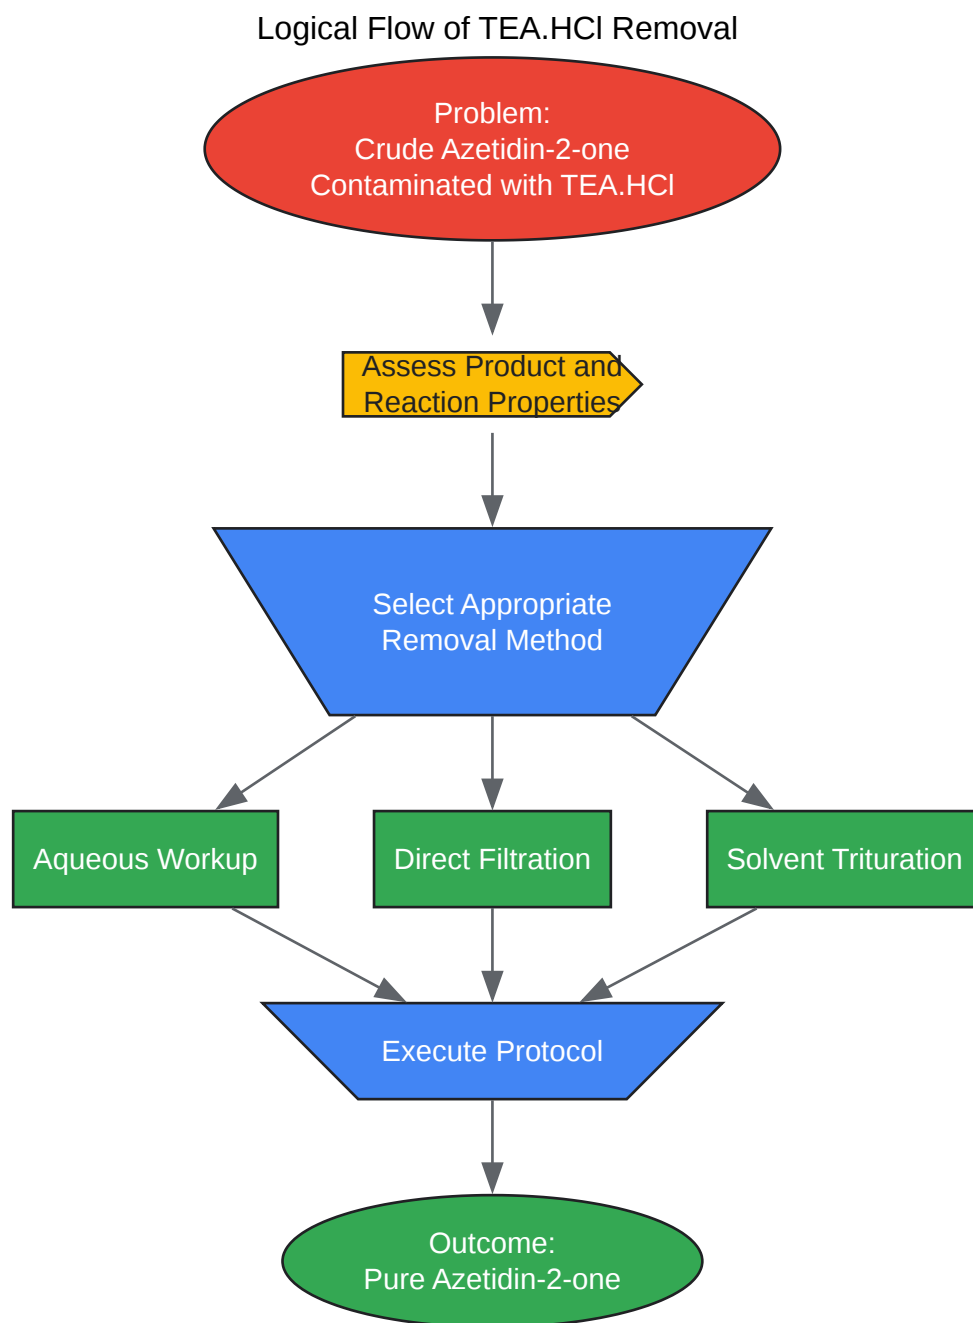 Logical Flow of TEA.HCl Removal
Problem:
Crude Azetidin-2-one
Contaminated with TEA.HCl
Assess Product and
Reaction Properties
Select Appropriate
Removal Method
Aqueous Workup
Direct Filtration
Solvent Trituration
Execute Protocol
Outcome:
Pure Azetidin-2-one